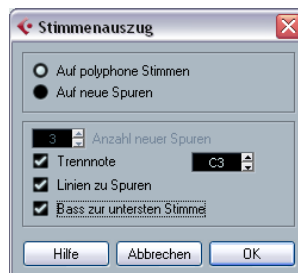 Stimmenauszug
Auf polyphone Stimmen
Auf neue Spuren
3 Anzahl neuer Spuren
Trennnote C3
Linien zu Spuren
Bass zur untersten Stimme
Hilfe Abbrechen OK